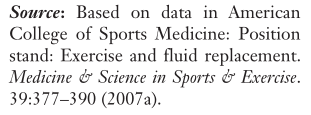 Source: Based on data in American
College of Sports Medicine: Position
stand: Exercise and fluid replacement.
Medicine & Science in Sports & Exercise.
39:377–390 (2007a).